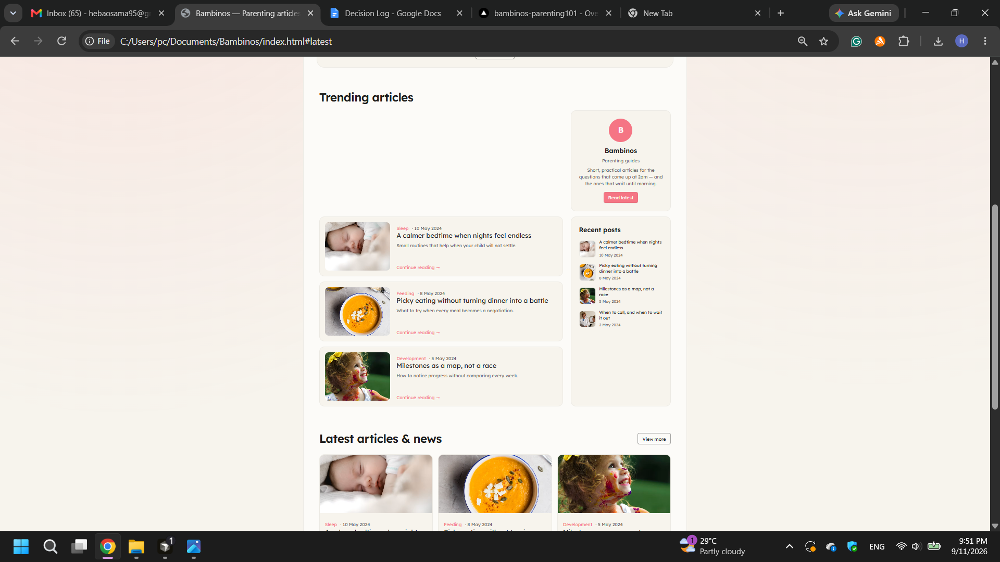 Inbox (65) - hebaosama95@g
Bambinos — Parenting articles
Decision Log - Google Docs
bambinos-parenting101 - Ove
New Tab
Ask Gemini
File
C:/Users/pc/Documents/Bambinos/index.html#latest
H
Trending articles
B
Bambinos
Parenting guides
Short, practical articles for the
questions that come up at 2am — and
the ones that wait until morning.
Read latest
Sleep · 10 May 2024
A calmer bedtime when nights feel endless
Small routines that help when your child will not settle.
Continue reading →
Feeding · 8 May 2024
Picky eating without turning dinner into a battle
What to try when every meal becomes a negotiation.
Continue reading →
Development · 5 May 2024
Milestones as a map, not a race
How to notice progress without comparing every week.
Continue reading →
Recent posts
A calmer bedtime when nights
feel endless
10 May 2024
Picky eating without turning
dinner into a battle
8 May 2024
Milestones as a map, not a
race
5 May 2024
When to call, and when to wait
it out
2 May 2024
Latest articles & news
View more
Sleep · 10 May 2024
Feeding · 8 May 2024
Development · 5 May 2024
1
1
29°C
Partly cloudy
ENG
9:51 PM
9/11/2026